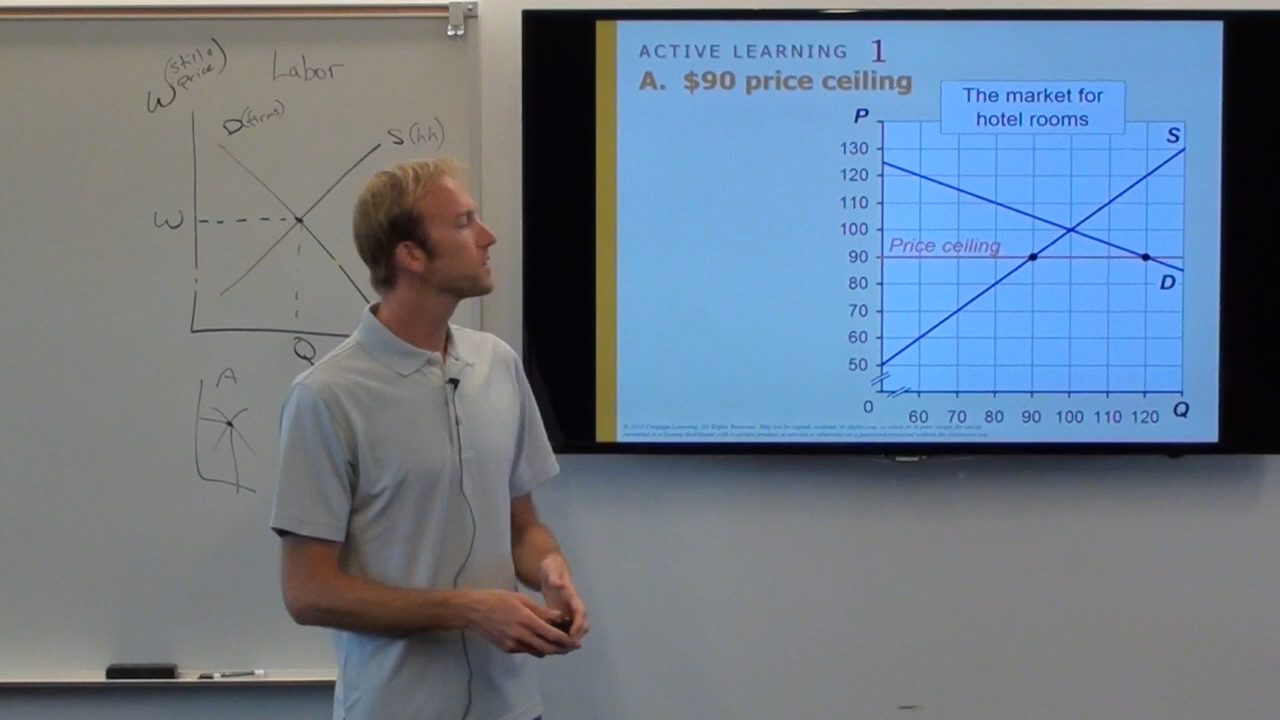 W (still a price)
Labor
D (firms)
S (hh)
W
Q
A
ACTIVE LEARNING 1
A. $90 price ceiling
The market for
hotel rooms
P
S
130
120
110
100
Price ceiling
90
80
D
70
60
50
0 60 70 80 90 100 110 120 Q